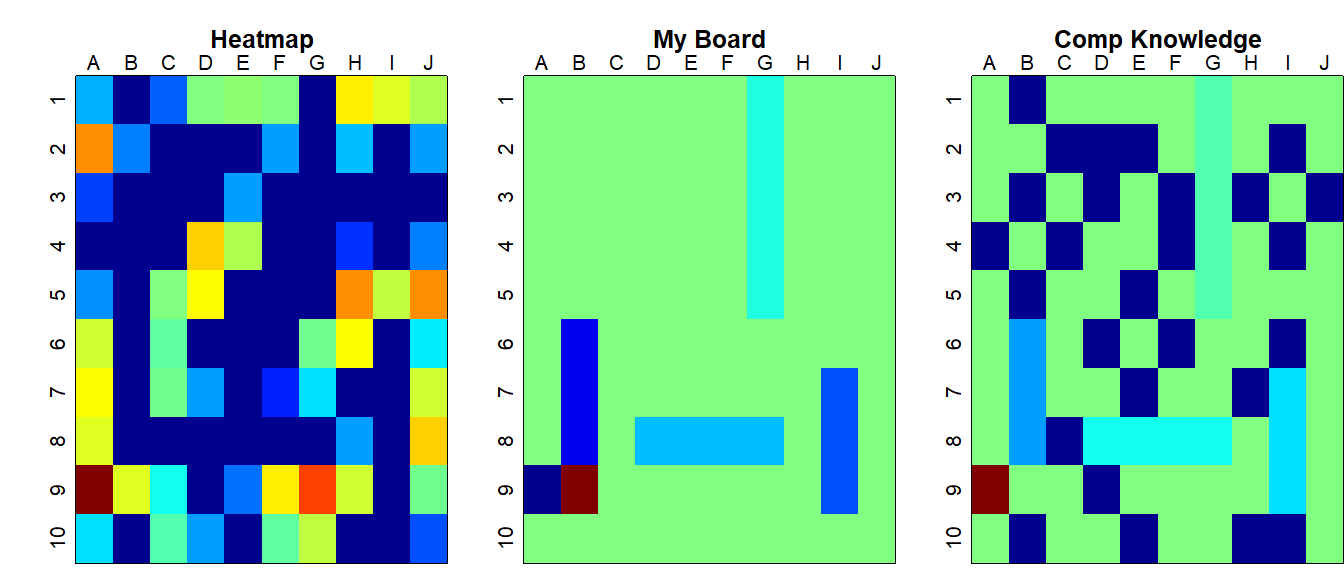 Heatmap My Board Comp Knowledge
A B C D E F G H I J A B C D E F G H I J A B C D E F G H I J
1 1 1
2 2 2
3 3 3
4 4 4
5 5 5
6 6 6
7 7 7
8 8 8
9 9 9
10 10 10